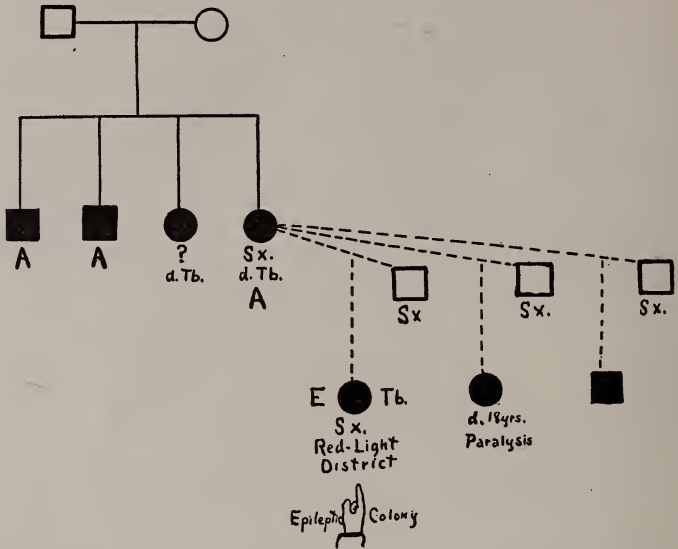 A A ? Sx.
d. Tb. d. Tb.
A
Sx Sx. Sx.
E Tb.
Sx.
Red-Light
District
d. 18yrs.
Paralysis
Epileptic Colony